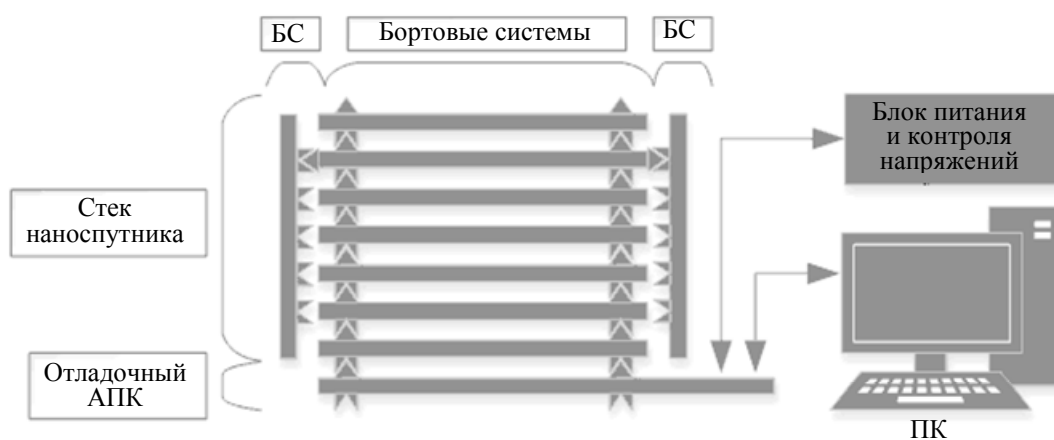 БС
Бортовые системы
БС
Блок питания
и контроля
напряжений
Стек
наноспутника
Отладочный
АПК
ПК